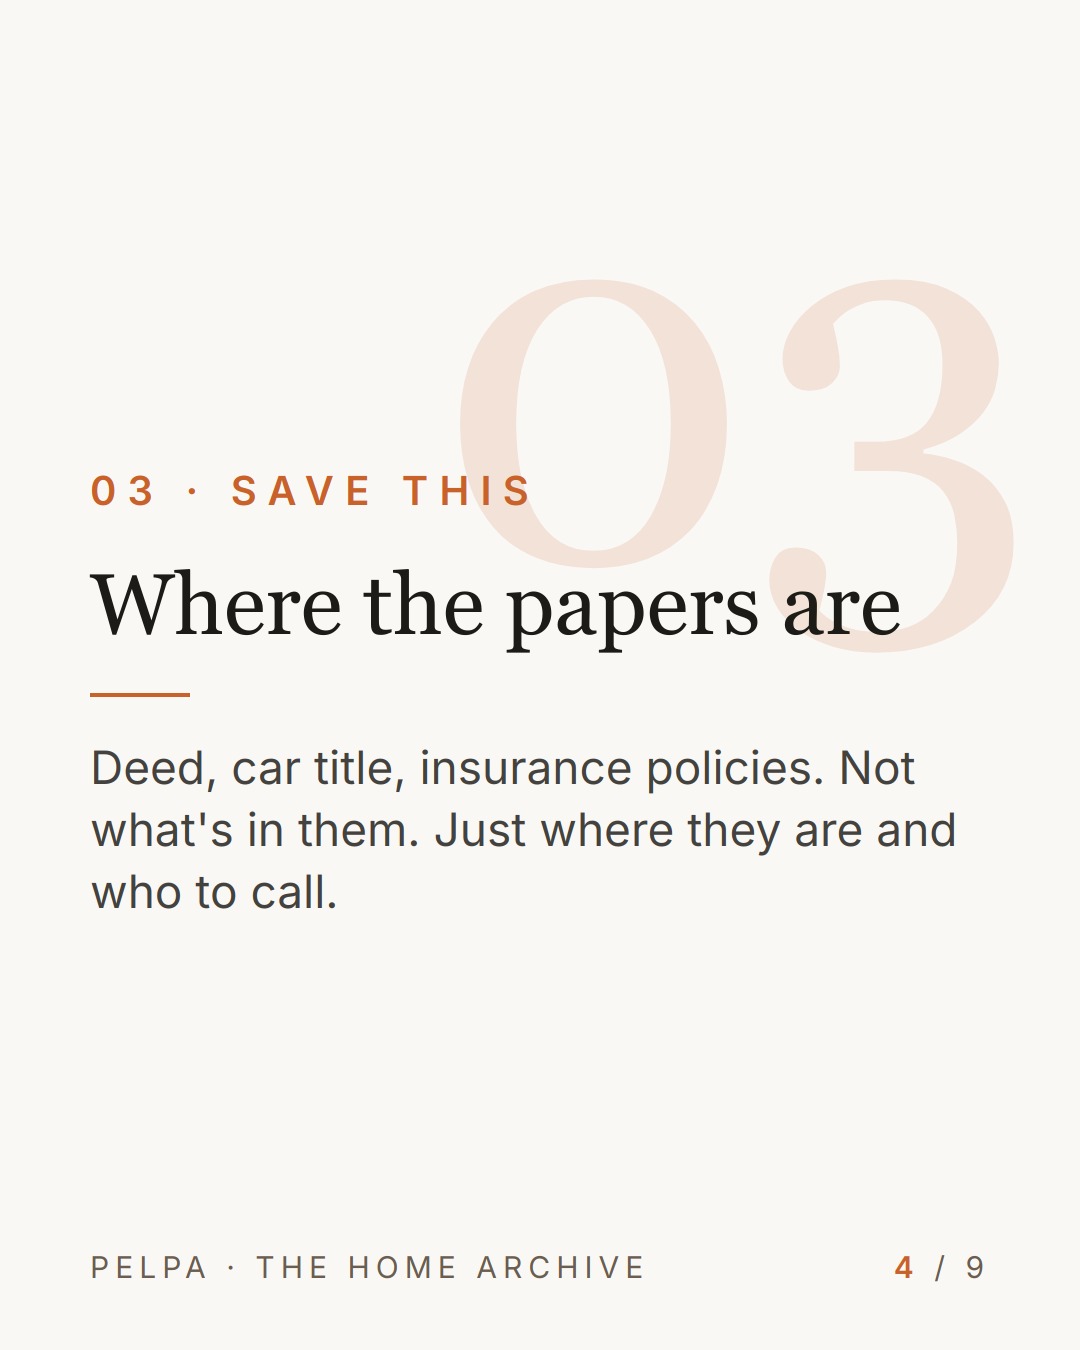 03
03 · SAVE THIS
Where the papers are
Deed, car title, insurance policies. Not
what's in them. Just where they are and
who to call.
PELPA · THE HOME ARCHIVE
4 / 9